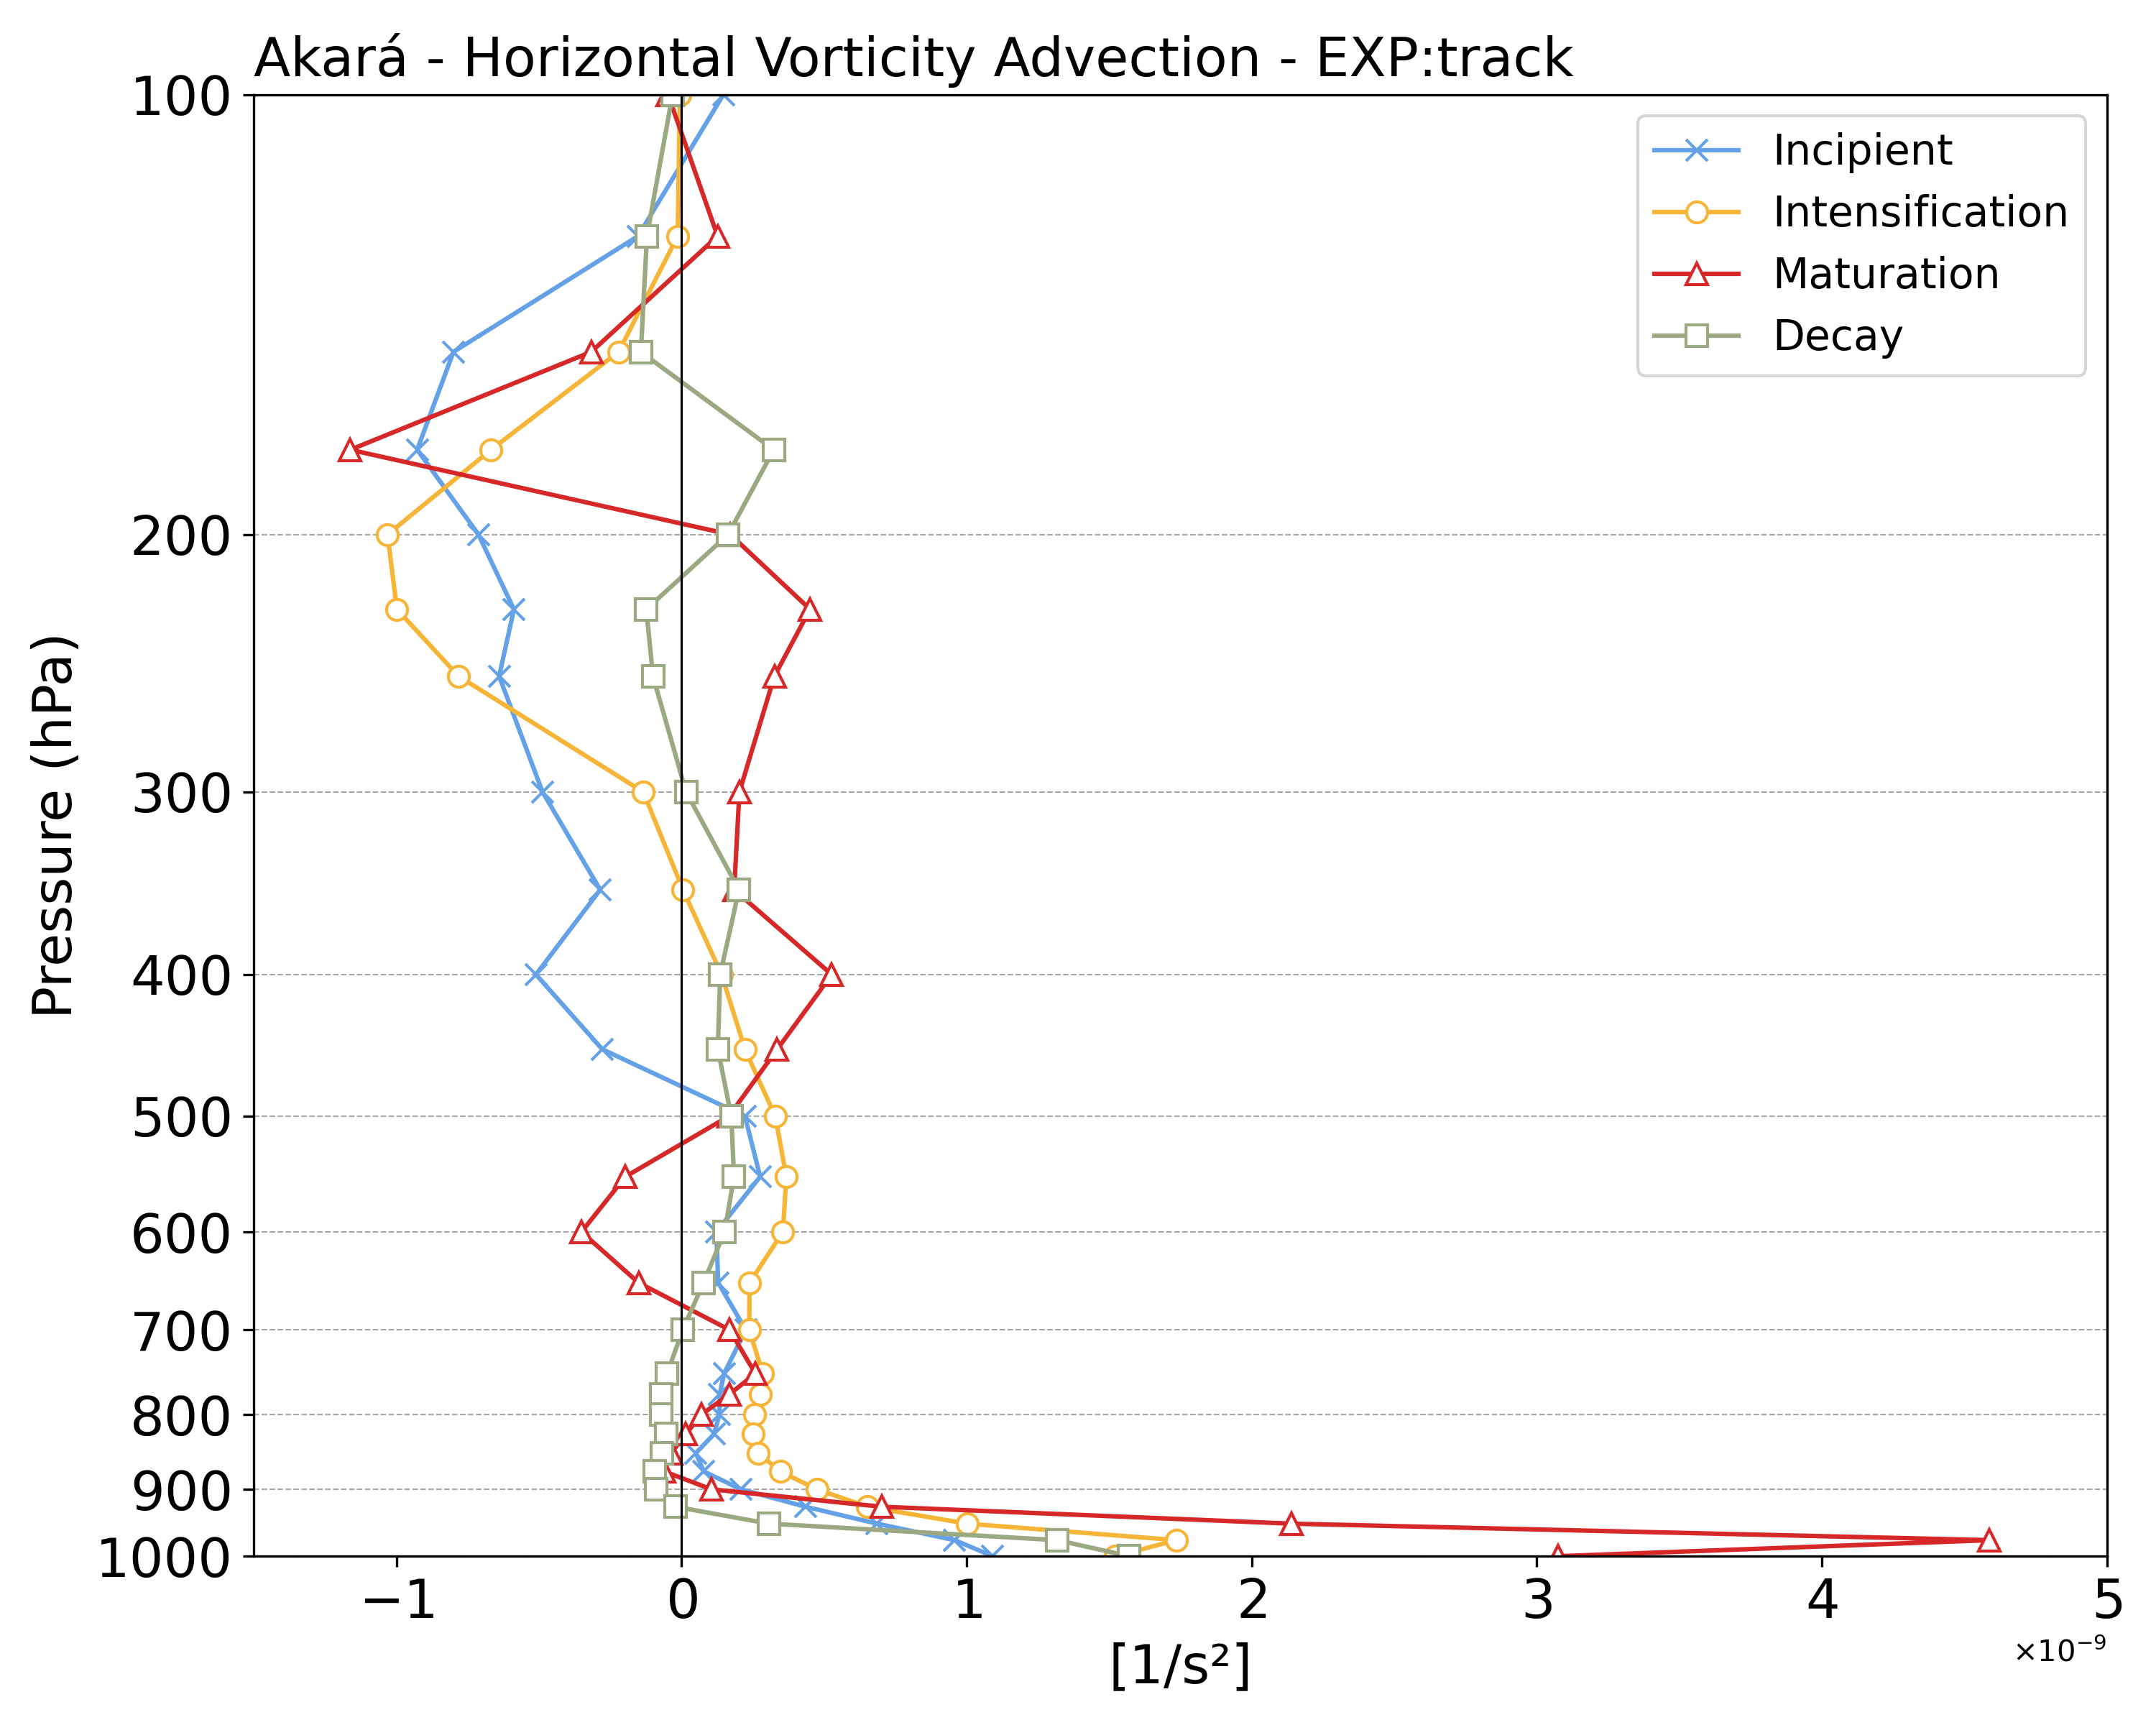 Akará - Horizontal Vorticity Advection - EXP:track
100
200
300
400
500
600
700
800
900
1000
Pressure (hPa)
Incipient
Intensification
Maturation
Decay
−1 0 1 2 3 4 5
×10⁻⁹
[1/s²]